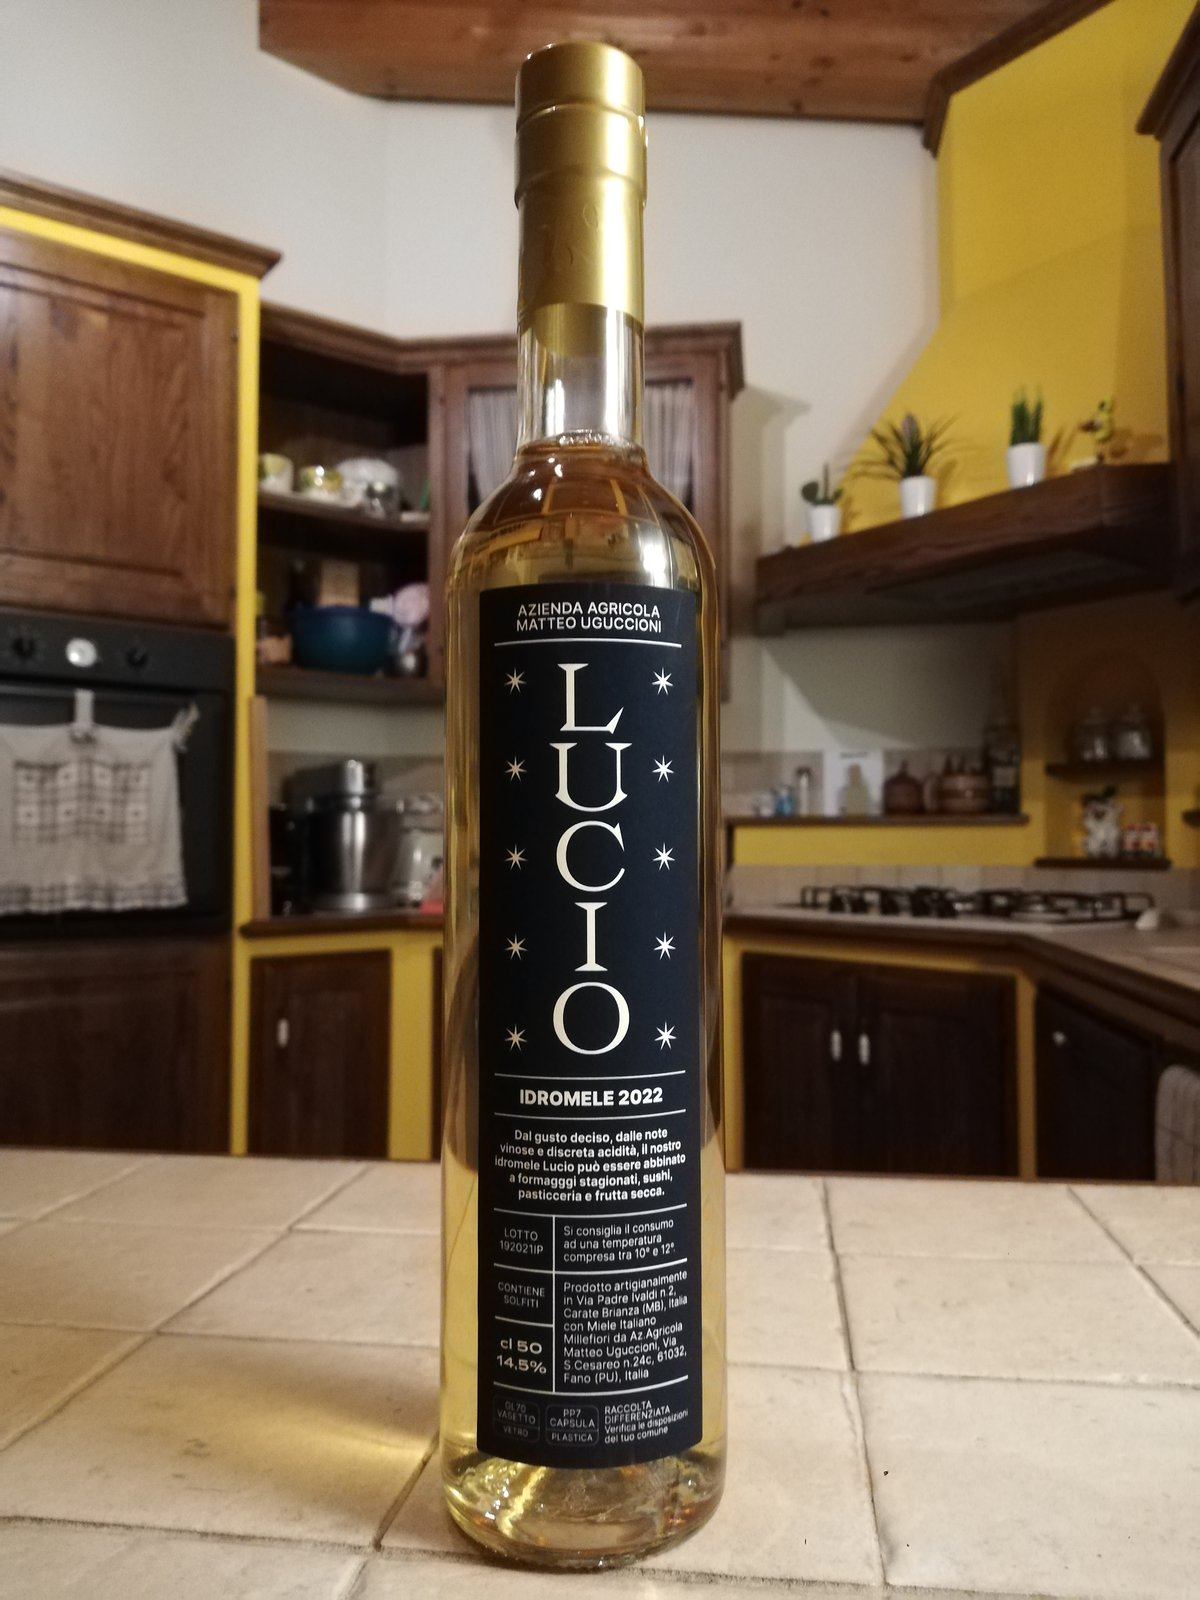 AZIENDA AGRICOLA
MATTEO UGUCCIONI
LUCIO
IDROMELE 2022
Dal gusto deciso, dalle note
vinose e discreta acidità, il nostro
idromele Lucio può essere abbinato
a formagggi stagionati, sushi,
pasticceria e frutta secca.
LOTTO
192021IP
Si consiglia il consumo
ad una temperatura
compresa tra 10° e 12°.
CONTIENE
SOLFITI
cl 50
14,5%
Prodotto artigianalmente
in Via Padre Ivaldi n.2,
Carate Brianza (MB), Italia
con Miele Italiano
Millefiori da Az.Agricola
Matteo Uguccioni, Via
S.Cesareo n.24c, 61032,
Fano (PU), Italia
GL70
VASETTO
VETRO
PP7
CAPSULA
PLASTICA
RACCOLTA
DIFFERENZIATA
Verifica le disposizioni
del tuo comune